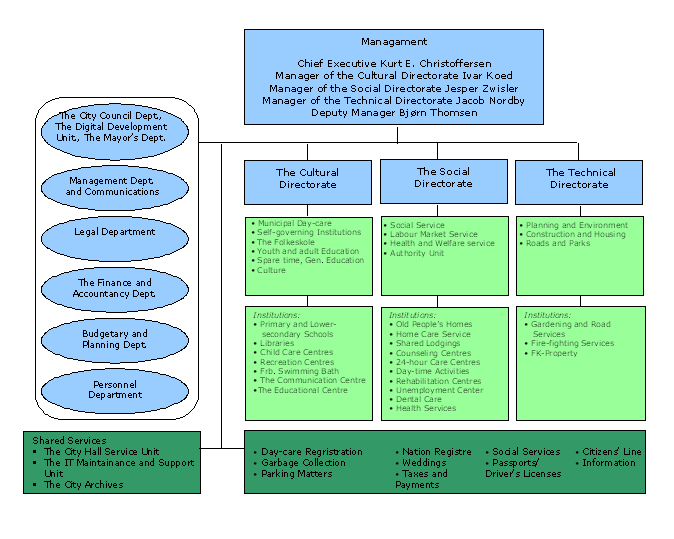 Managament
Chief Executive Kurt E. Christoffersen
Manager of the Cultural Directorate Ivar Koed
Manager of the Social Directorate Jesper Zwisler
Manager of the Technical Directorate Jacob Nordby
Deputy Manager Bjørn Thomsen
The City Council Dept.,
The Digital Development
Unit., The Mayor's Dept.
Management Dept.
and Communications
Legal Department
The Finance and
Accountancy Dept.
Budgetary and
Planning Dept.
Personnel
Department
The Cultural
Directorate
• Municipal Day-care
• Self-governing Institutions
• The Folkeskole
• Youth and adult Education
• Spare time, Gen. Education
• Culture
Institutions:
• Primary and Lower-
secondary Schools
• Libraries
• Child Care Centres
• Recreation Centres
• Frb. Swimming Bath
• The Communication Centre
• The Educational Centre
The Social
Directorate
• Social Service
• Labour Market Service
• Health and Welfare service
• Authority Unit
Institutions:
• Old People's Homes
• Home Care Service
• Shared Lodgings
• Counseling Centres
• 24-hour Care Centres
• Day-time Activities
• Rehabilitation Centres
• Unemployment Center
• Dental Care
• Health Services
The Technical
Directorate
• Planning and Environment
• Construction and Housing
• Roads and Parks
Institutions:
• Gardening and Road
Services
• Fire-fighting Services
• FK-Property
Shared Services
• The City Hall Service Unit
• The IT Maintainance and Support
Unit
• The City Archives
• Day-care Regristration
• Garbage Collection
• Parking Matters
• Nation Registre
• Weddings
• Taxes and
Payments
• Social Services
• Passports/
Driver's Licenses
• Citizens' Line
• Information